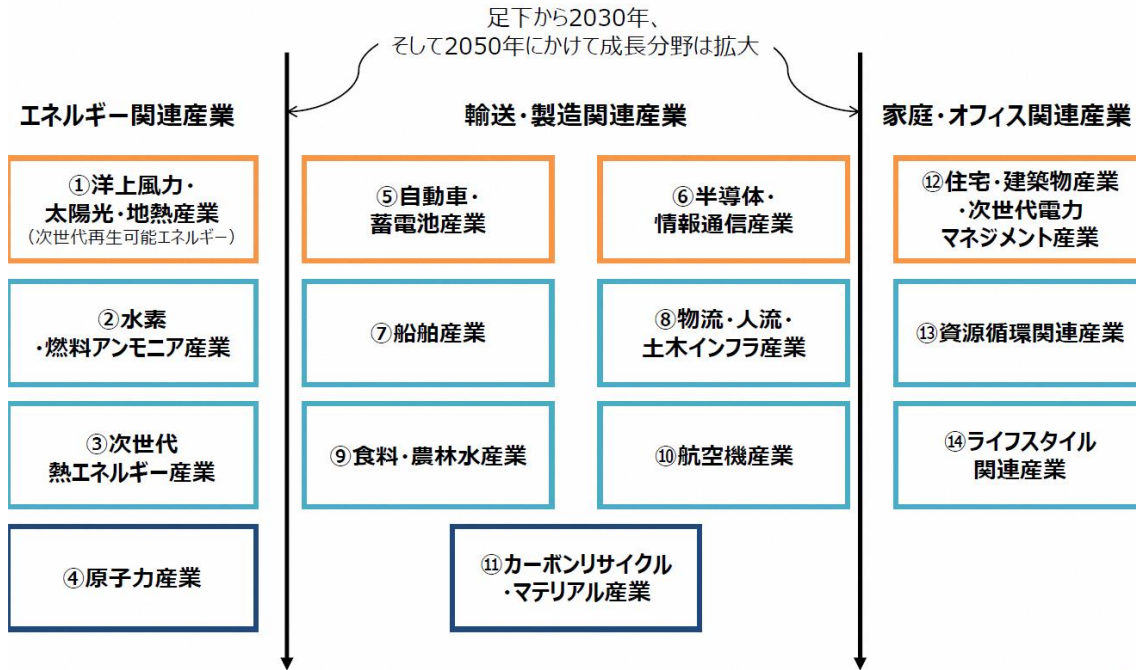 足下から2030年、
そして2050年にかけて成長分野は拡大
エネルギー関連産業
輸送・製造関連産業
家庭・オフィス関連産業
①洋上風力・
太陽光・地熱産業
（次世代再生可能エネルギー）
⑤自動車・
蓄電池産業
⑥半導体・
情報通信産業
⑫住宅・建築物産業
・次世代電力
マネジメント産業
②水素
・燃料アンモニア産業
⑦船舶産業
⑧物流・人流・
土木インフラ産業
⑬資源循環関連産業
③次世代
熱エネルギー産業
⑨食料・農林水産業
⑩航空機産業
⑭ライフスタイル
関連産業
④原子力産業
⑪カーボンリサイクル
・マテリアル産業